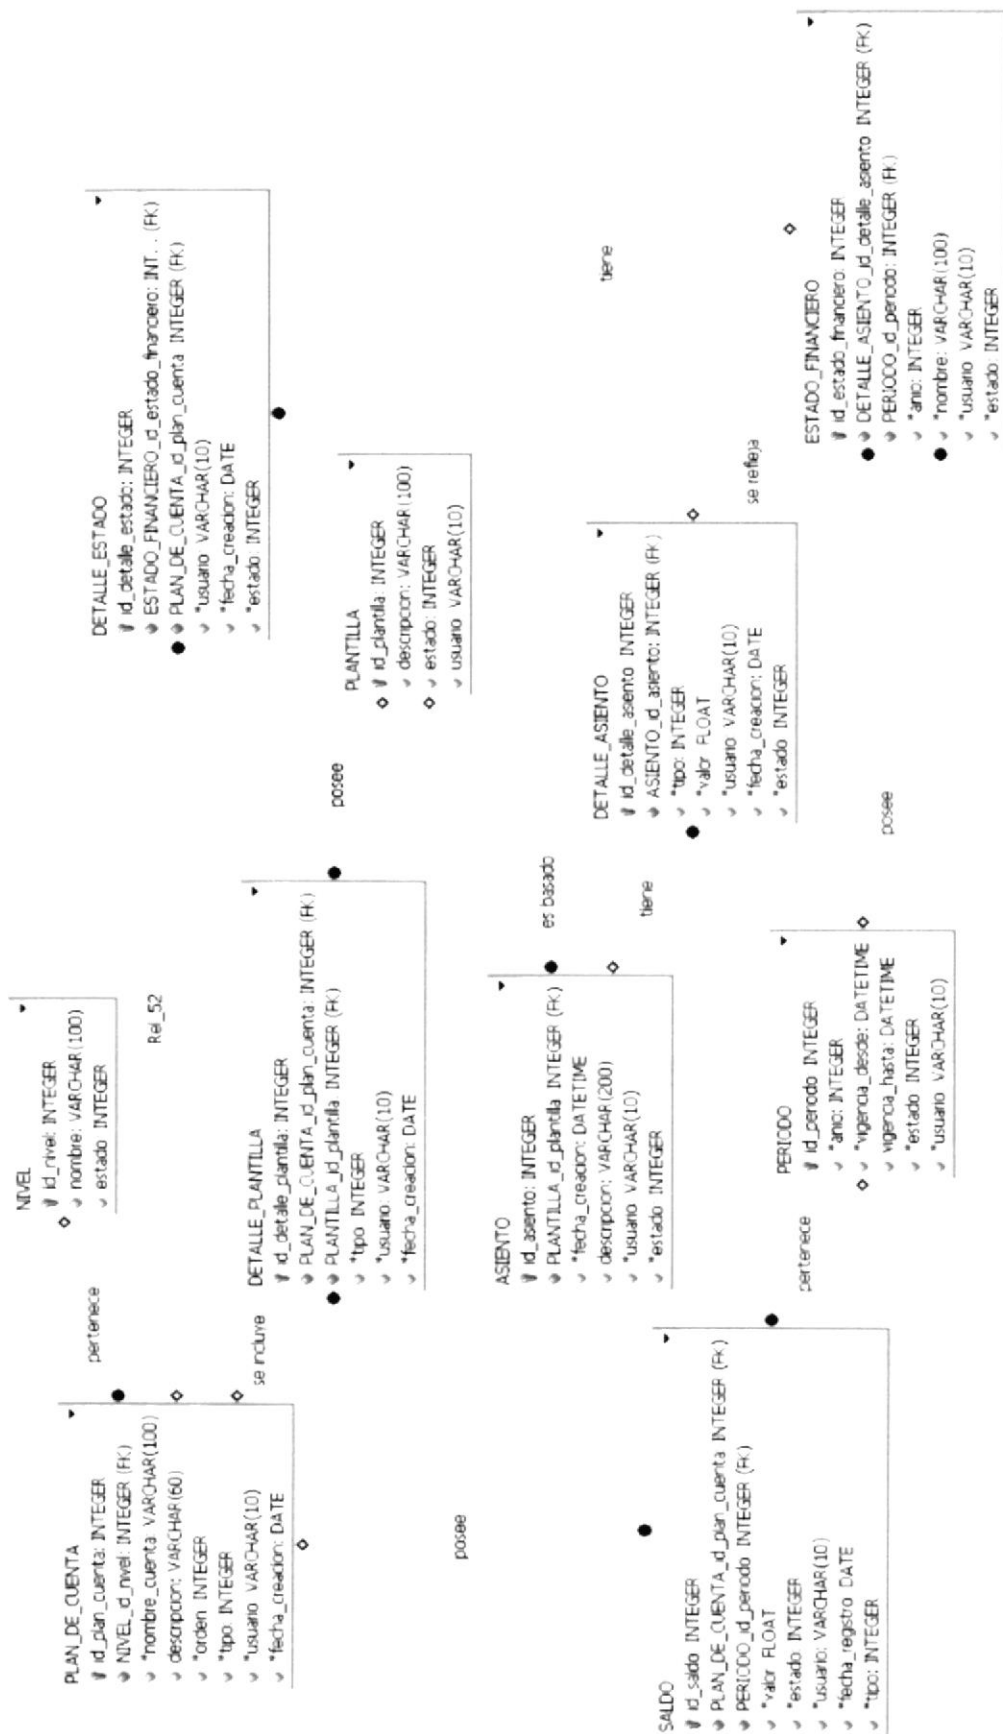 NIVEL
id_nivel: INTEGER
nombre: VARCHAR(100)
estado INTEGER
Rel_52
pertenece
PLAN_DE_CUENTA
id_plan_cuenta: INTEGER
NIVEL_id_nivel: INTEGER (FK)
*nombre_cuenta VARCHAR(100)
descripcion: VARCHAR(60)
*orden INTEGER
*tipo: INTEGER
*usuario VARCHAR(10)
*fecha_creacion: DATE
se incluye
DETALLE_ESTADO
id_detalle_estado: INTEGER
ESTADO_FINANCIERO_id_estado_financiero: INT.. (FK)
PLAN_DE_CUENTA_id_plan_cuenta INTEGER (FK)
*usuario VARCHAR(10)
*fecha_creacion: DATE
*estado: INTEGER
DETALLE_PLANTILLA
id_detalle_plantilla: INTEGER
PLAN_DE_CUENTA_id_plan_cuenta: INTEGER (FK)
PLANTILLA_id_plantilla INTEGER (FK)
*tipo INTEGER
*usuario: VARCHAR(10)
*fecha_creacion: DATE
posee
PLANTILLA
id_plantilla: INTEGER
descripcion: VARCHAR(100)
estado: INTEGER
usuario VARCHAR(10)
posee
ASIENTO
id_asiento: INTEGER
PLANTILLA_id_plantilla INTEGER (FK)
*fecha_creacion: DATETIME
descripcion: VARCHAR(200)
*usuario VARCHAR(10)
*estado INTEGER
es basado
tiene
DETALLE_ASIENTO
id_detalle_asiento INTEGER
ASIENTO_id_asiento: INTEGER (FK)
*tipo: INTEGER
*valor FLOAT
*usuario VARCHAR(10)
*fecha_creacion: DATE
*estado INTEGER
tiene
se refleja
SALDO
id_saldo INTEGER
PLAN_DE_CUENTA_id_plan_cuenta INTEGER (FK)
PERIODO_id_periodo INTEGER (FK)
*valor FLOAT
*estado INTEGER
*usuario: VARCHAR(10)
*fecha_registro DATE
*tipo: INTEGER
pertenece
PERIODO
id_periodo INTEGER
*anio: INTEGER
*vigencia_desde: DATETIME
vigencia_hasta: DATETIME
*estado INTEGER
*usuario VARCHAR(10)
posee
ESTADO_FINANCIERO
id_estado_financiero: INTEGER
DETALLE_ASIENTO_id_detalle_asiento INTEGER (FK)
PERIODO_id_periodo: INTEGER (FK)
*anio: INTEGER
*nombre: VARCHAR(100)
*usuario VARCHAR(10)
*estado: INTEGER